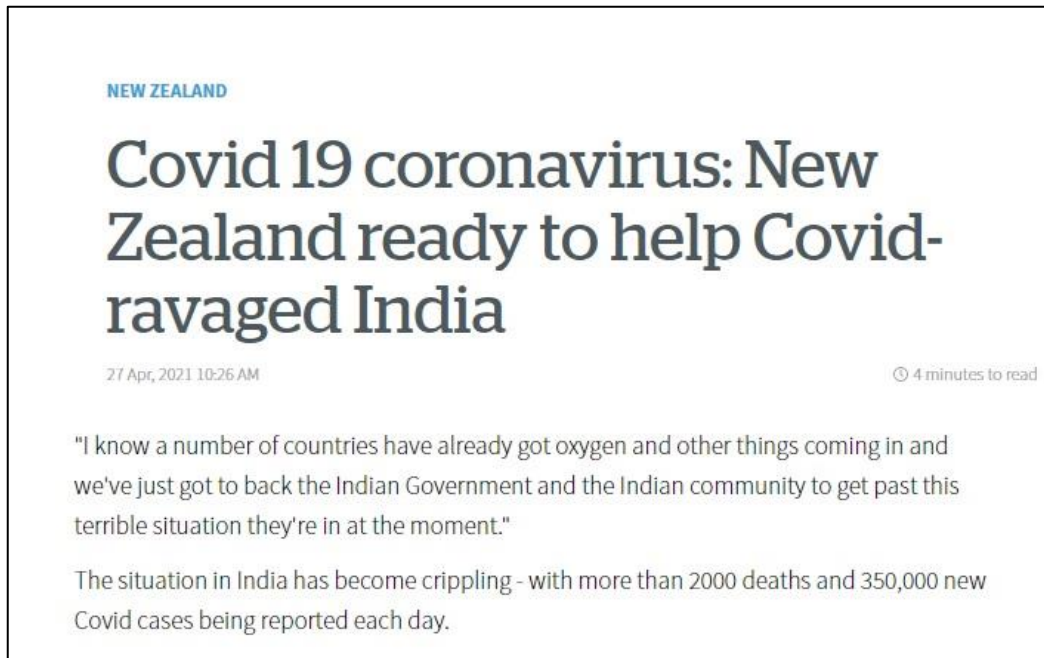 NEW ZEALAND
Covid 19 coronavirus: New
Zealand ready to help Covid-
ravaged India
27 Apr, 2021 10:26 AM
4 minutes to read
"I know a number of countries have already got oxygen and other things coming in and
we've just got to back the Indian Government and the Indian community to get past this
terrible situation they're in at the moment."
The situation in India has become crippling - with more than 2000 deaths and 350,000 new
Covid cases being reported each day.